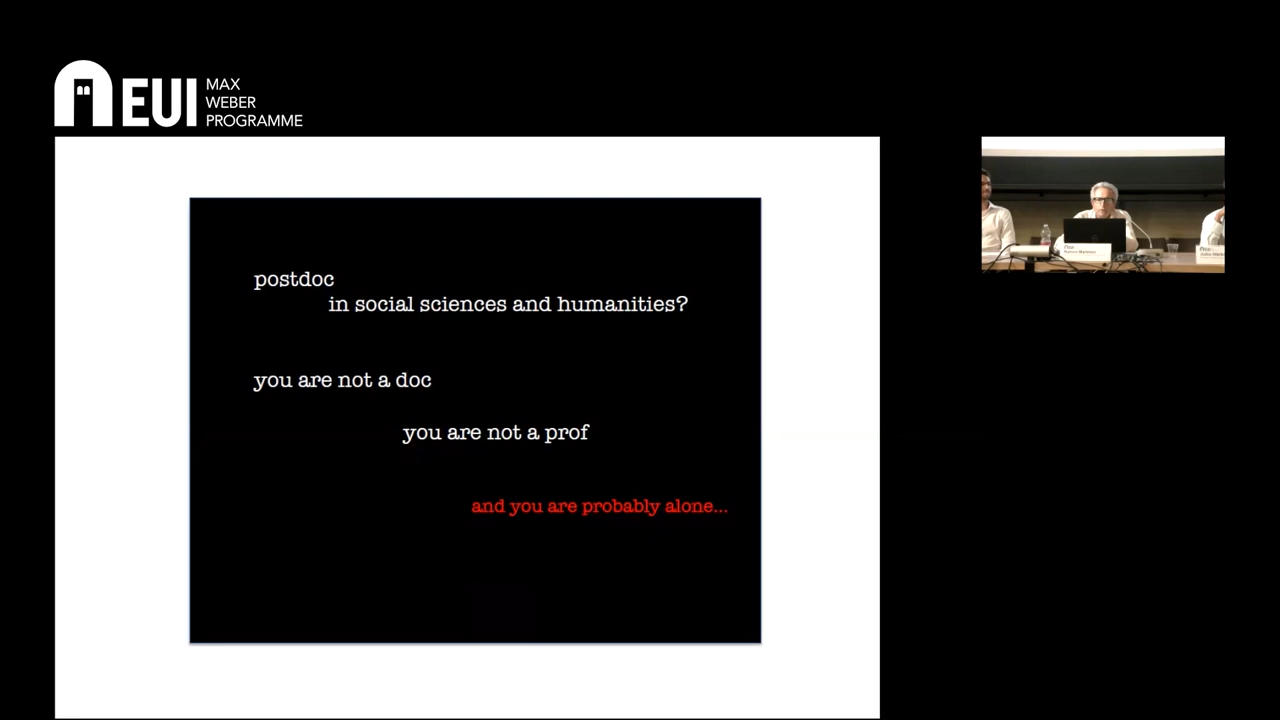 EUI
MAX
WEBER
PROGRAMME
postdoc
in social sciences and humanities?
you are not a doc
you are not a prof
and you are probably alone...